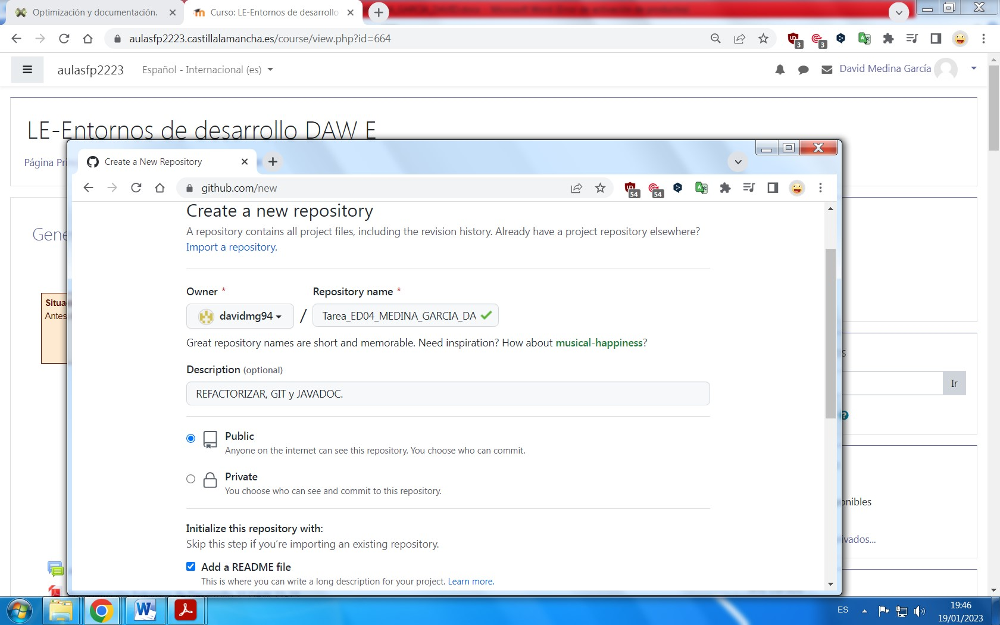 Optimización y documentación.
Curso: LE-Entornos de desarrollo
aulasfp2223.castillalamancha.es/course/view.php?id=664
3
3
aulasfp2223
Español - Internacional (es)
David Medina García
LE-Entornos de desarrollo DAW E
Página Pr
Gene
Situa
Antes
Create a New Repository
github.com/new
54
54
Create a new repository
A repository contains all project files, including the revision history. Already have a project repository elsewhere?
Import a repository.
Owner *
Repository name *
davidmg94 / Tarea_ED04_MEDINA_GARCIA_DA
Great repository names are short and memorable. Need inspiration? How about musical-happiness?
Description (optional)
REFACTORIZAR, GIT y JAVADOC.
Public
Anyone on the internet can see this repository. You choose who can commit.
Private
You choose who can see and commit to this repository.
Initialize this repository with:
Skip this step if you’re importing an existing repository.
Add a README file
This is where you can write a long description for your project. Learn more.
s
Ir
onibles
ivados...
ES
19:46
19/01/2023